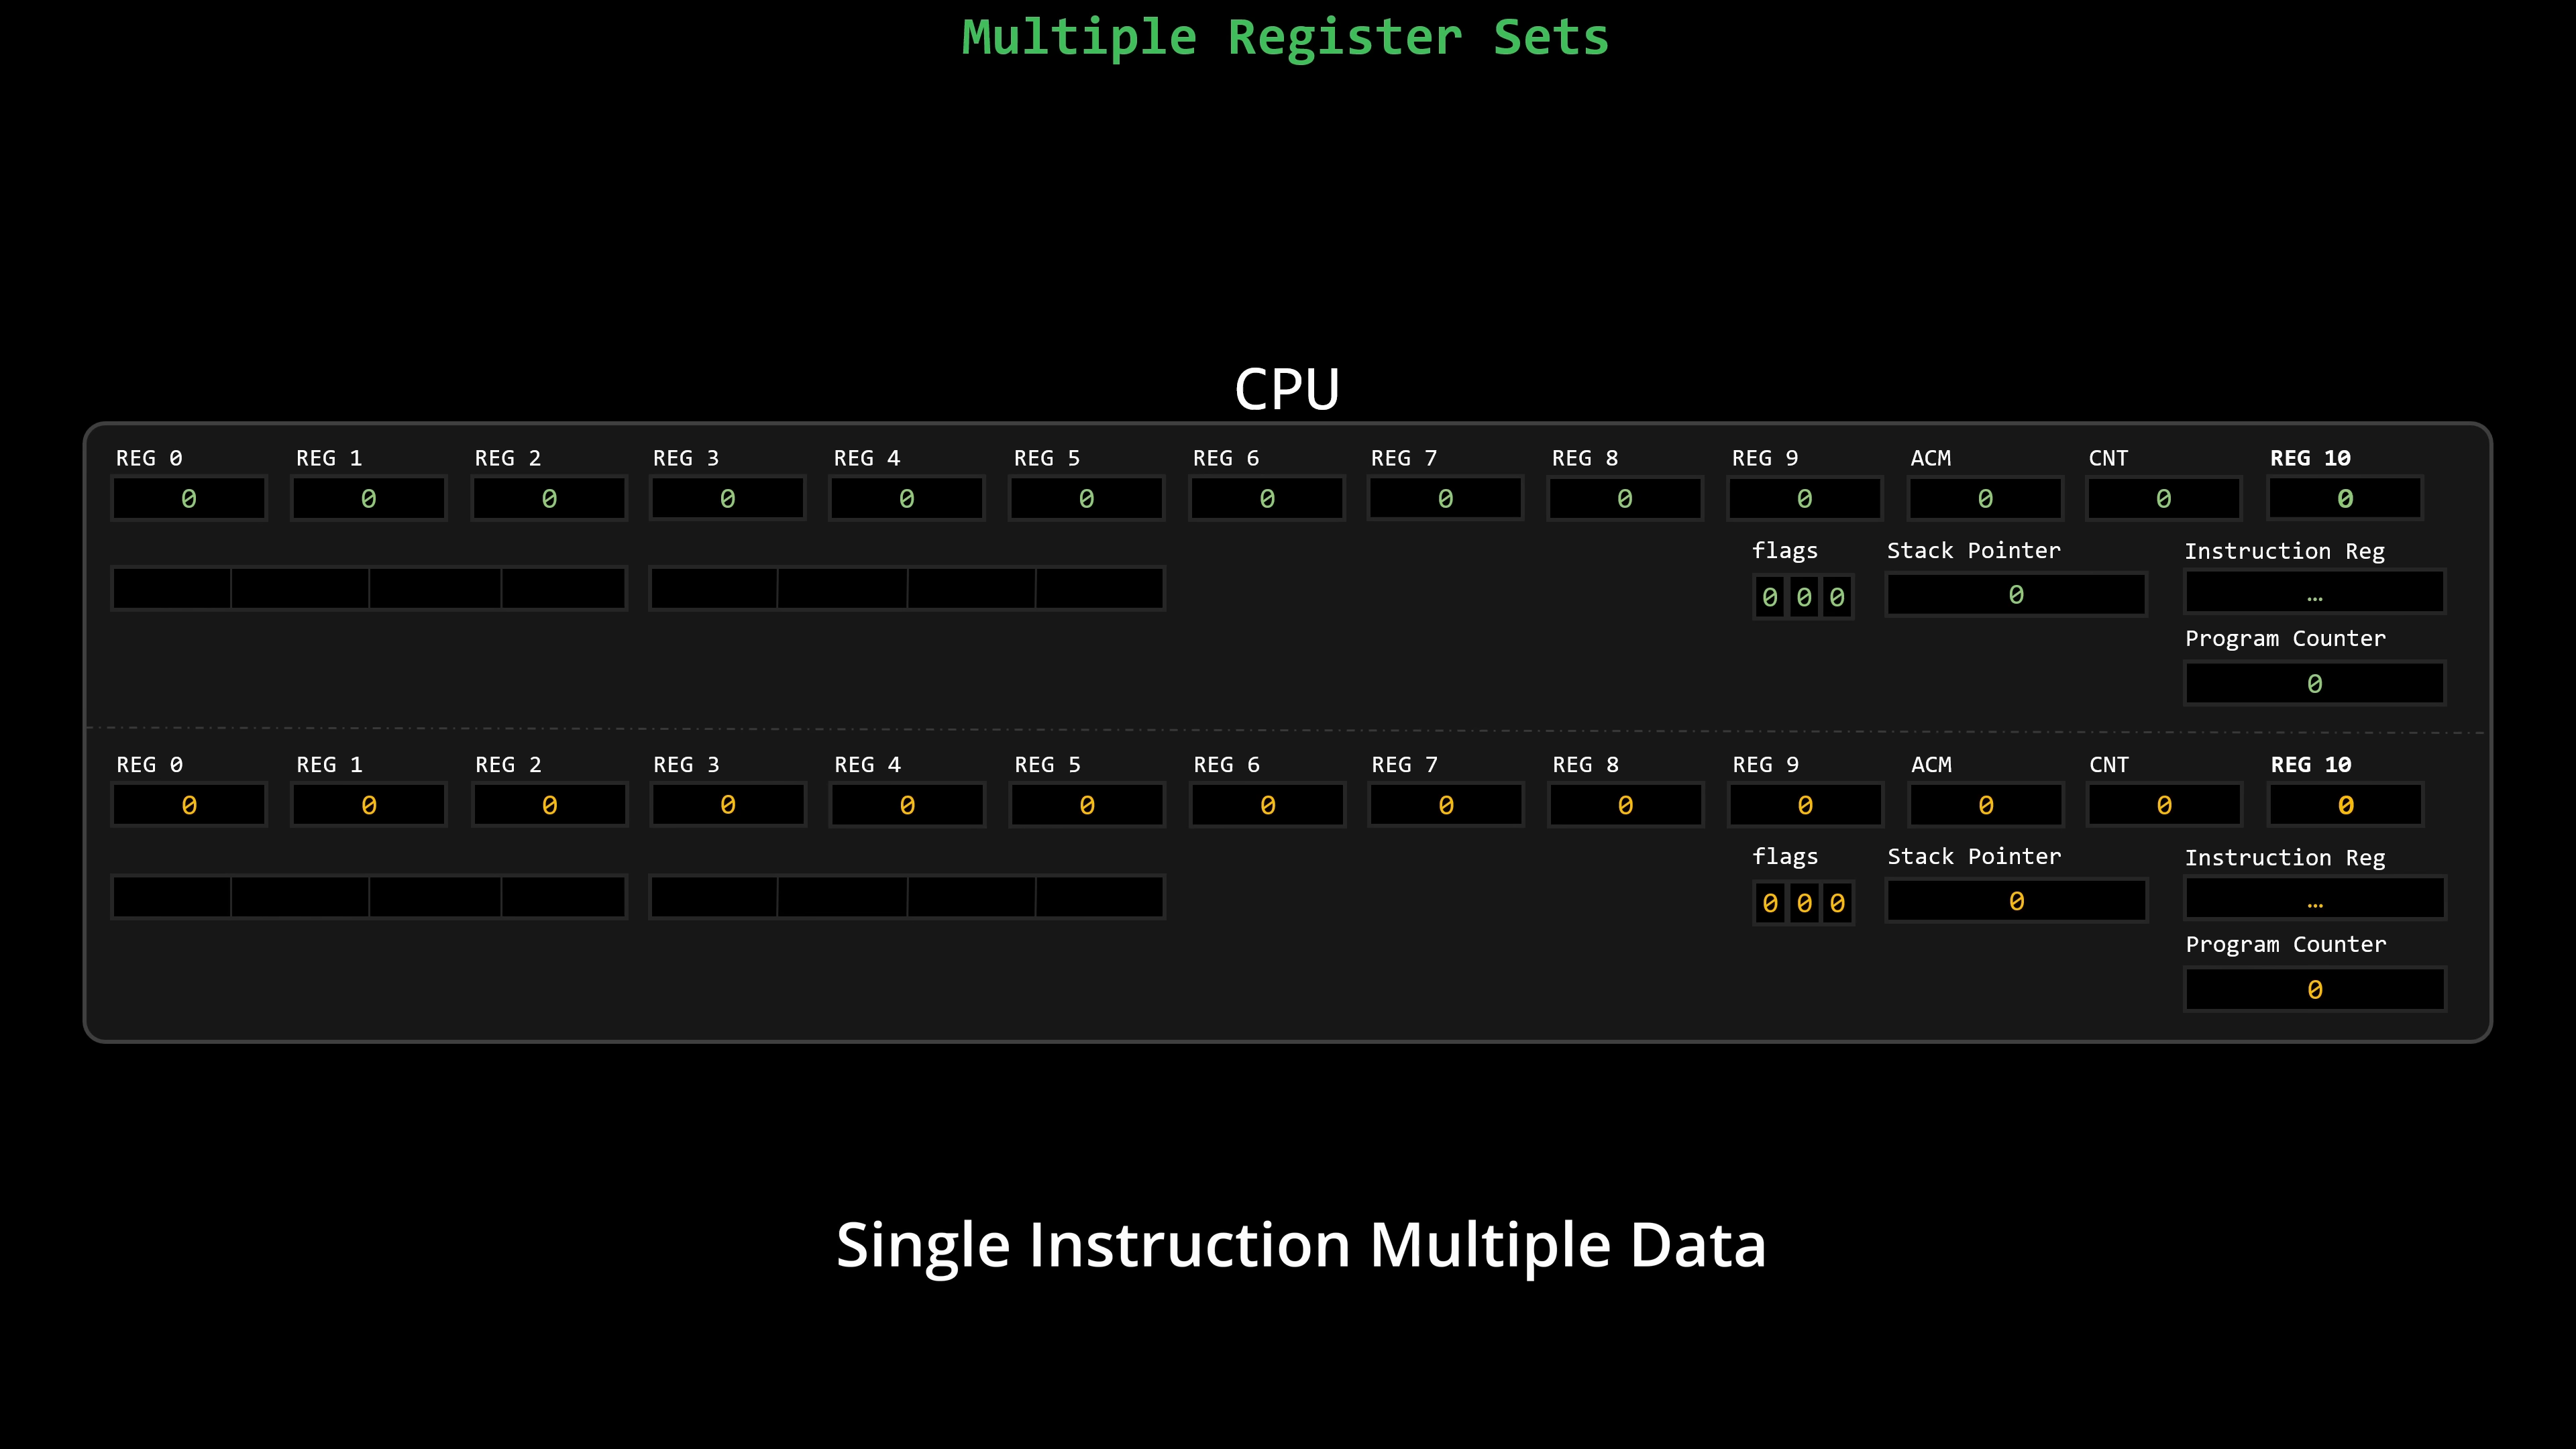 Multiple Register Sets
CPU
REG 0 REG 1 REG 2 REG 3 REG 4 REG 5 REG 6 REG 7 REG 8 REG 9 ACM CNT REG 10
0 0 0 0 0 0 0 0 0 0 0 0 0
flags Stack Pointer Instruction Reg
0 0 0 0 …
Program Counter
0
REG 0 REG 1 REG 2 REG 3 REG 4 REG 5 REG 6 REG 7 REG 8 REG 9 ACM CNT REG 10
0 0 0 0 0 0 0 0 0 0 0 0 0
flags Stack Pointer Instruction Reg
0 0 0 0 …
Program Counter
0
Single Instruction Multiple Data